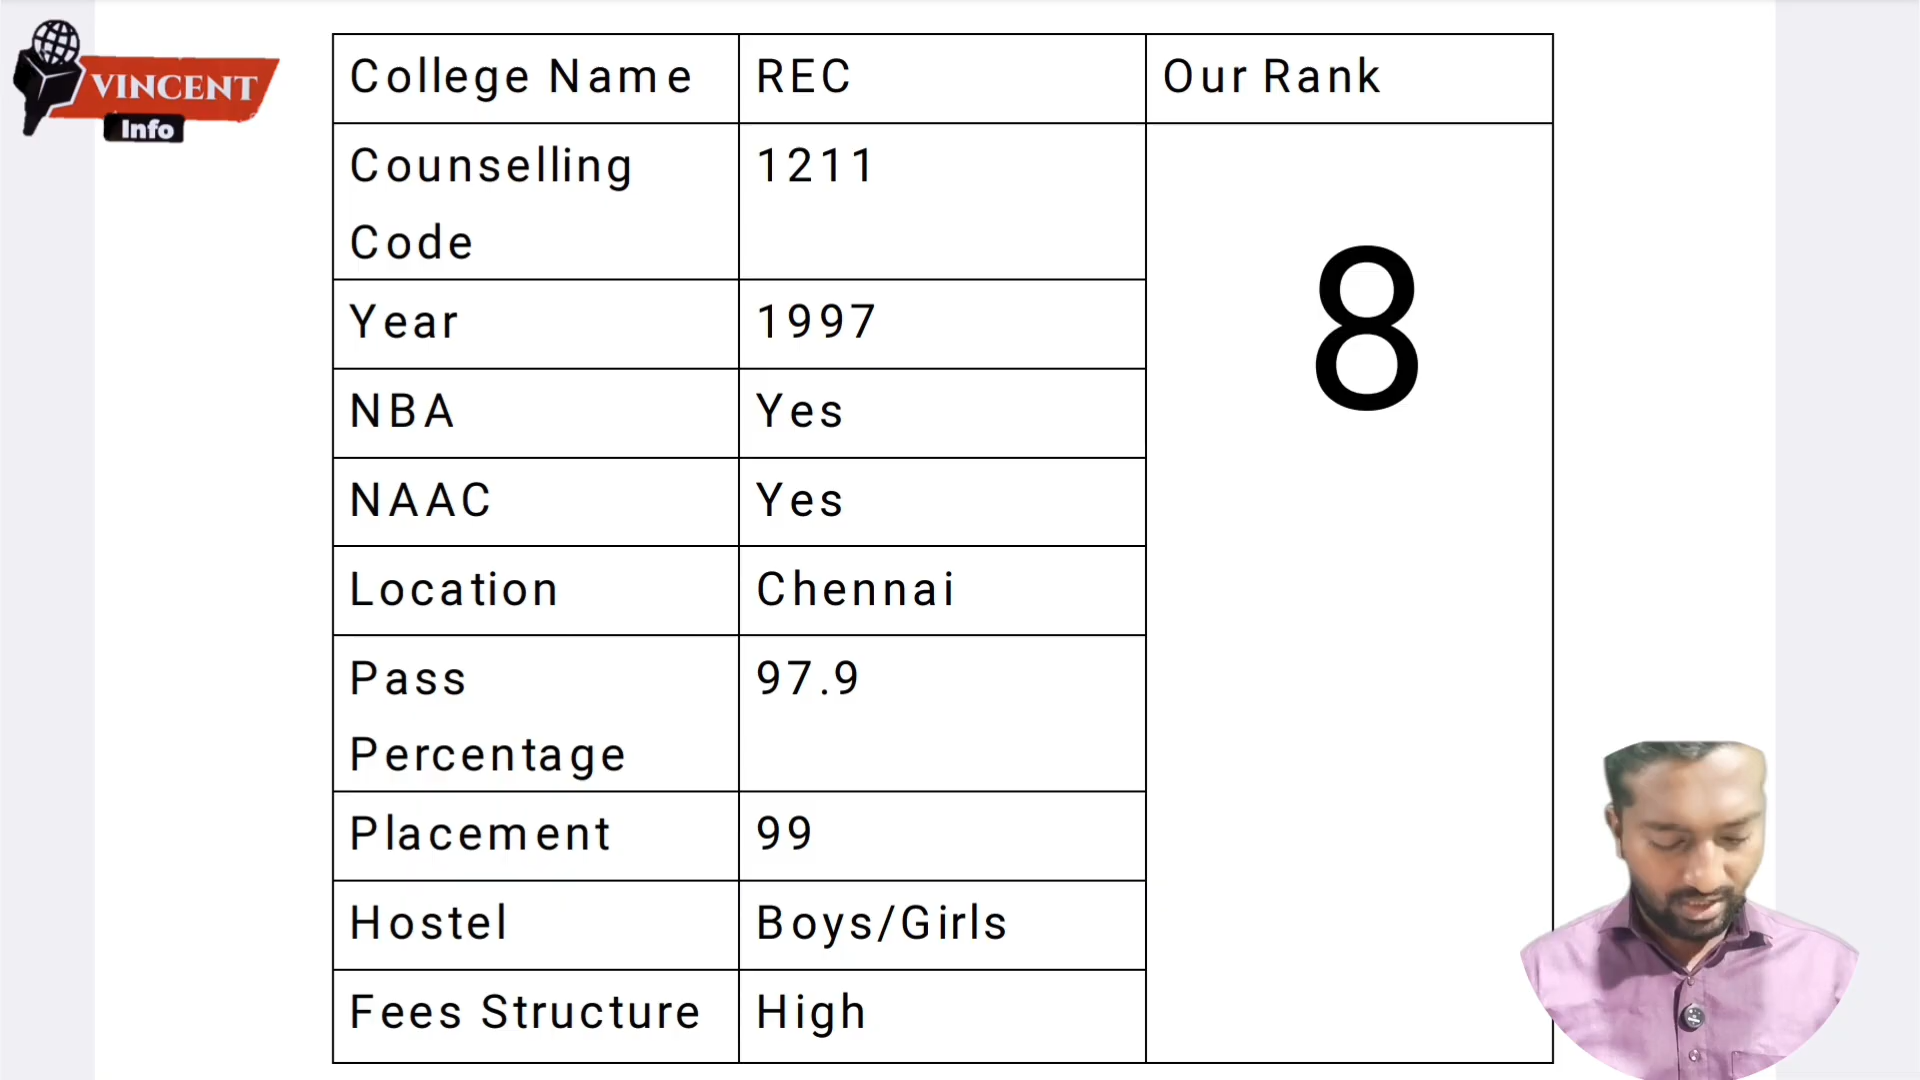 VINCENT
Info
College Name REC Our Rank
Counselling Code 1211 8
Year 1997
NBA Yes
NAAC Yes
Location Chennai
Pass Percentage 97.9
Placement 99
Hostel Boys/Girls
Fees Structure High